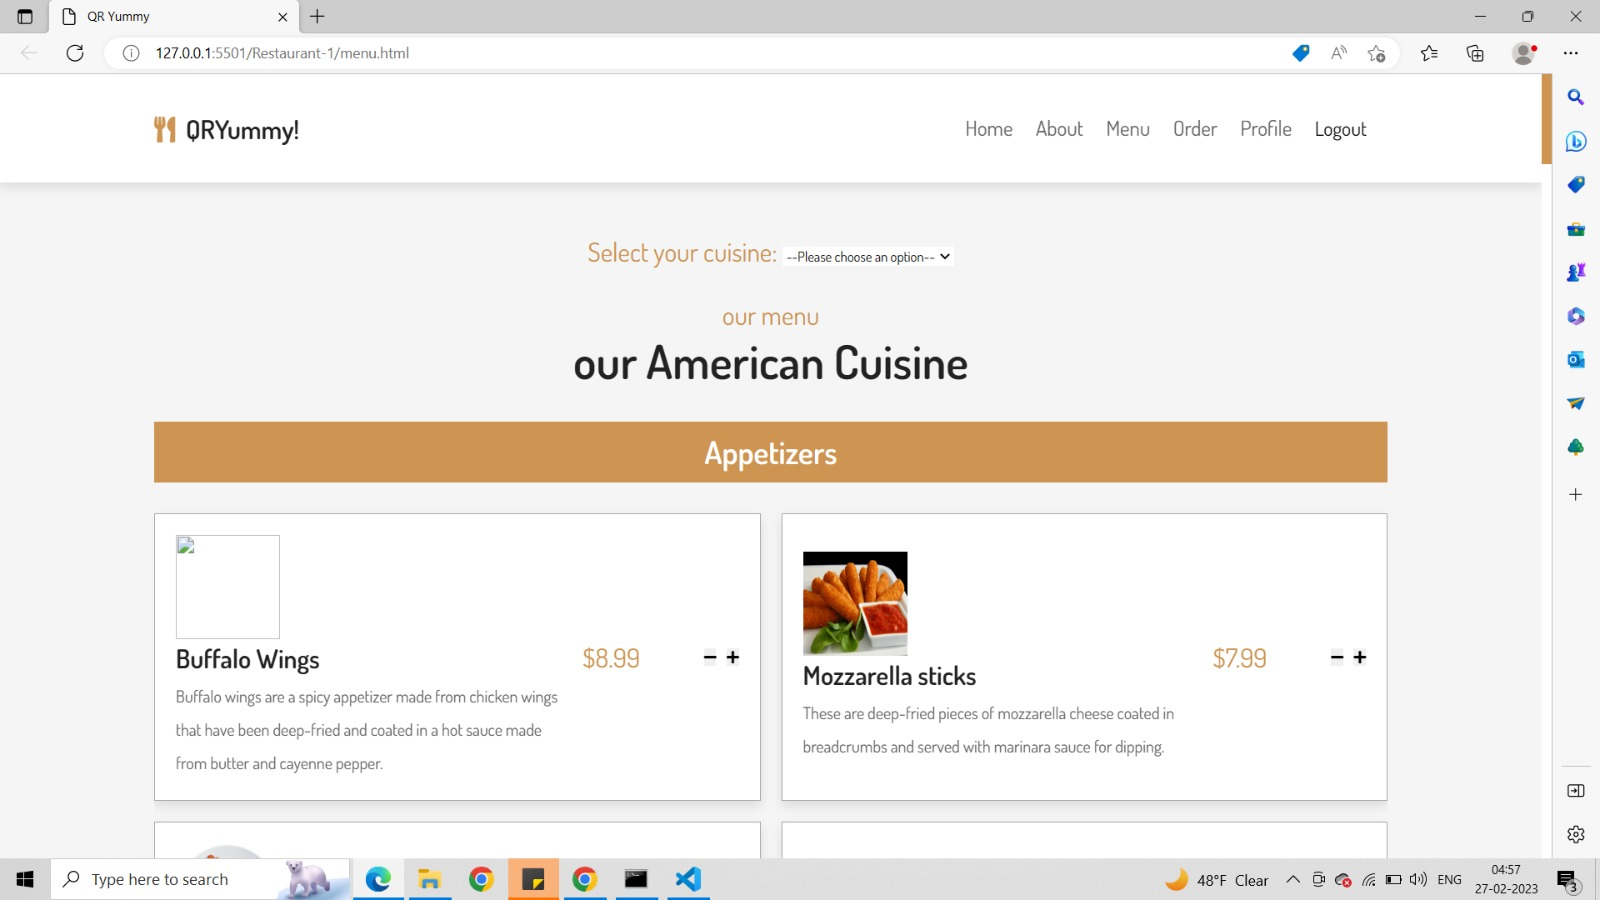 QR Yummy
127.0.0.1:5501/Restaurant-1/menu.html
QRYummy!
Home About Menu Order Profile Logout
Select your cuisine: --Please choose an option--
our menu
our American Cuisine
Appetizers
Buffalo Wings
$8.99
Buffalo wings are a spicy appetizer made from chicken wings
that have been deep-fried and coated in a hot sauce made
from butter and cayenne pepper.
Mozzarella sticks
$7.99
These are deep-fried pieces of mozzarella cheese coated in
breadcrumbs and served with marinara sauce for dipping.
Type here to search
48°F Clear
ENG
04:57
27-02-2023
3